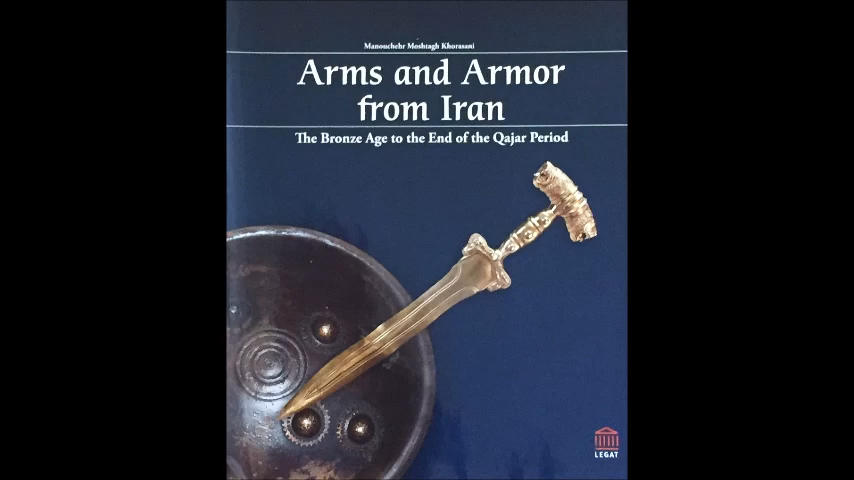 Manouchehr Moshtagh Khorasani
Arms and Armor
from Iran
The Bronze Age to the End of the Qajar Period
LEGAT